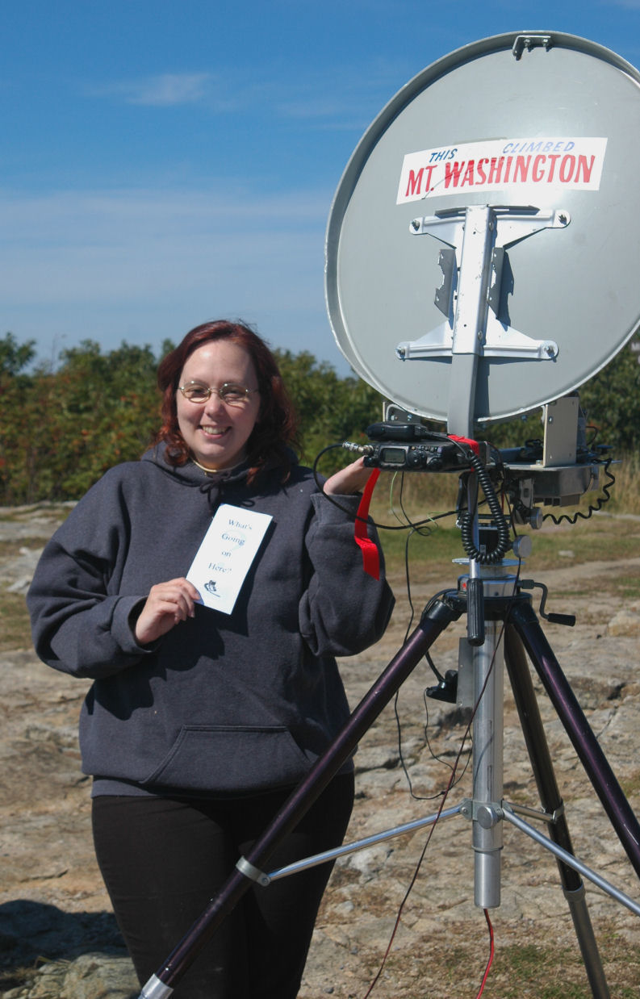 THIS CLIMBED
MT. WASHINGTON
What's
Going
on
Here?
?